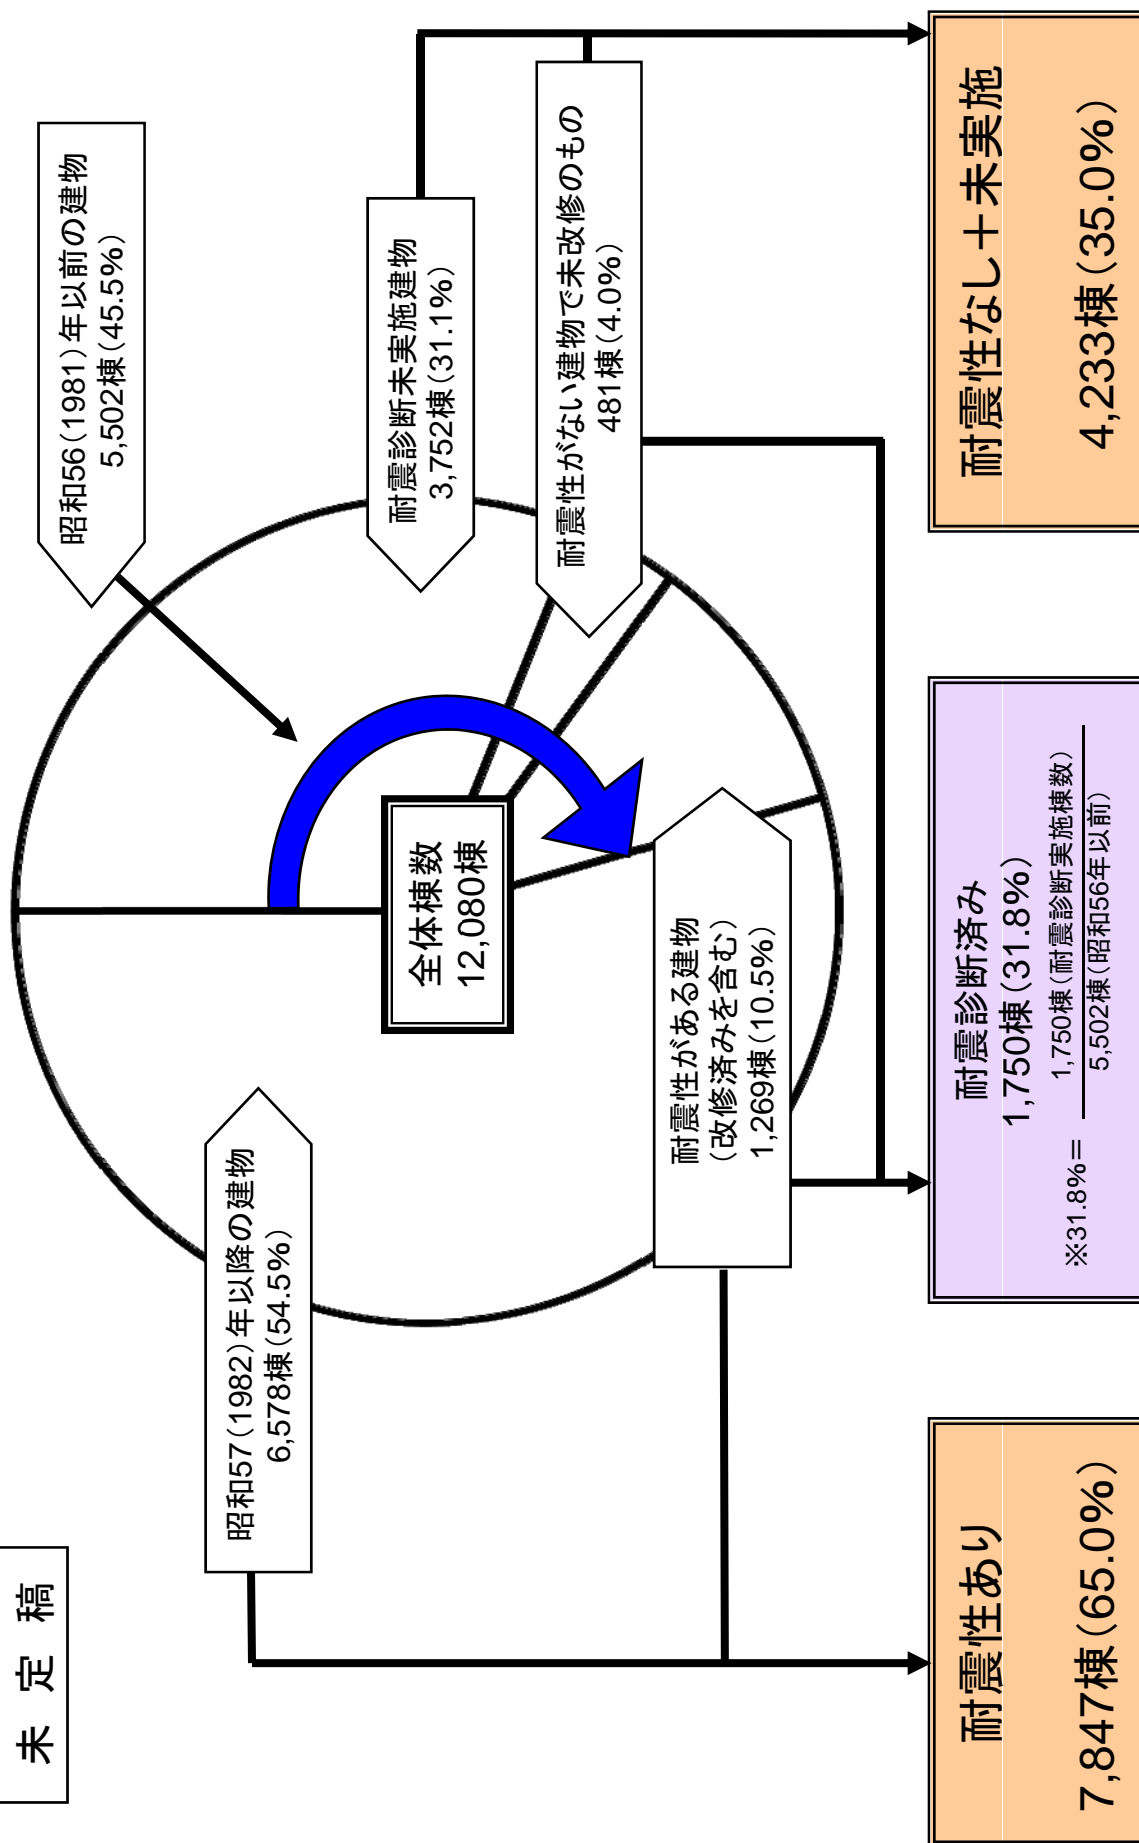 未 定 稿
昭和56(1981)年以前の建物
5,502棟(45.5%)
昭和57(1982)年以降の建物
6,578棟(54.5%)
耐震診断未実施建物
3,752棟(31.1%)
全体棟数
12,080棟
耐震性がない建物で未改修のもの
481棟(4.0%)
耐震性がある建物
(改修済みを含む)
1,269棟(10.5%)
耐震性あり
7,847棟(65.0%)
耐震診断済み
1,750棟(31.8%)
1,750棟(耐震診断実施棟数)
※31.8%=
5,502棟(昭和56年以前)
耐震性なし+未実施
4,233棟(35.0%)